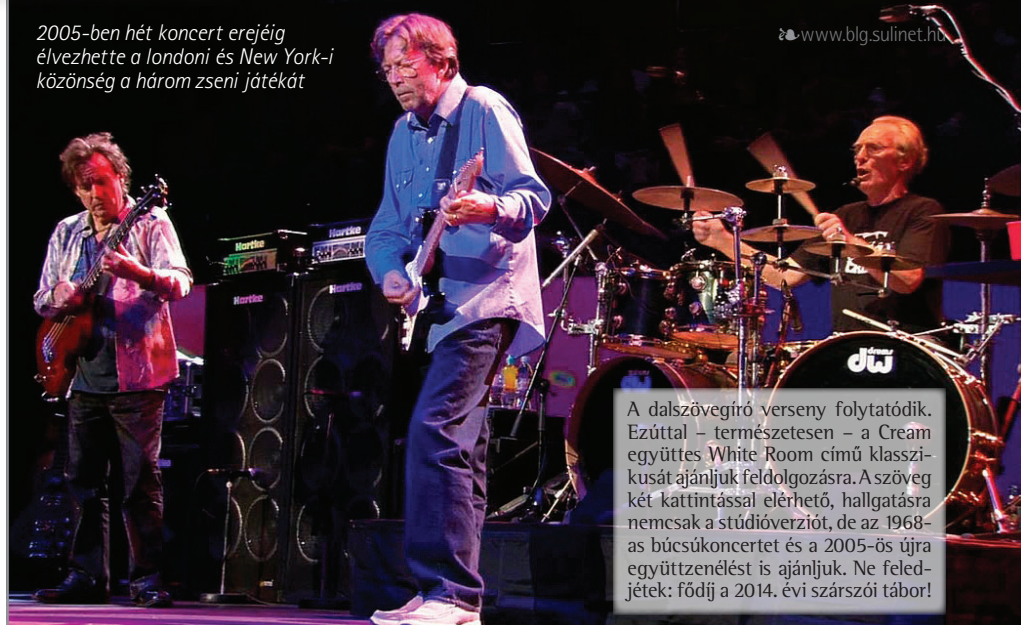 2005-ben hét koncert erejéig
élvezhette a londoni és New York-i
közönség a három zseni játékát
www.blg.sulinet.hu
Hartke
Hartke
Hartke
Hartke
drums
dw
A dalszövegíró verseny folytatódik.
Ezúttal – természetesen – a Cream
együttes White Room című klasszi-
kusát ajánljuk feldolgozásra. A szöveg
két kattintással elérhető, hallgatásra
nemcsak a stúdióverziót, de az 1968-
as búcsúkoncertet és a 2005-ös újra
együttzenélést is ajánljuk. Ne feled-
jétek: fődíj a 2014. évi szárszói tábor!